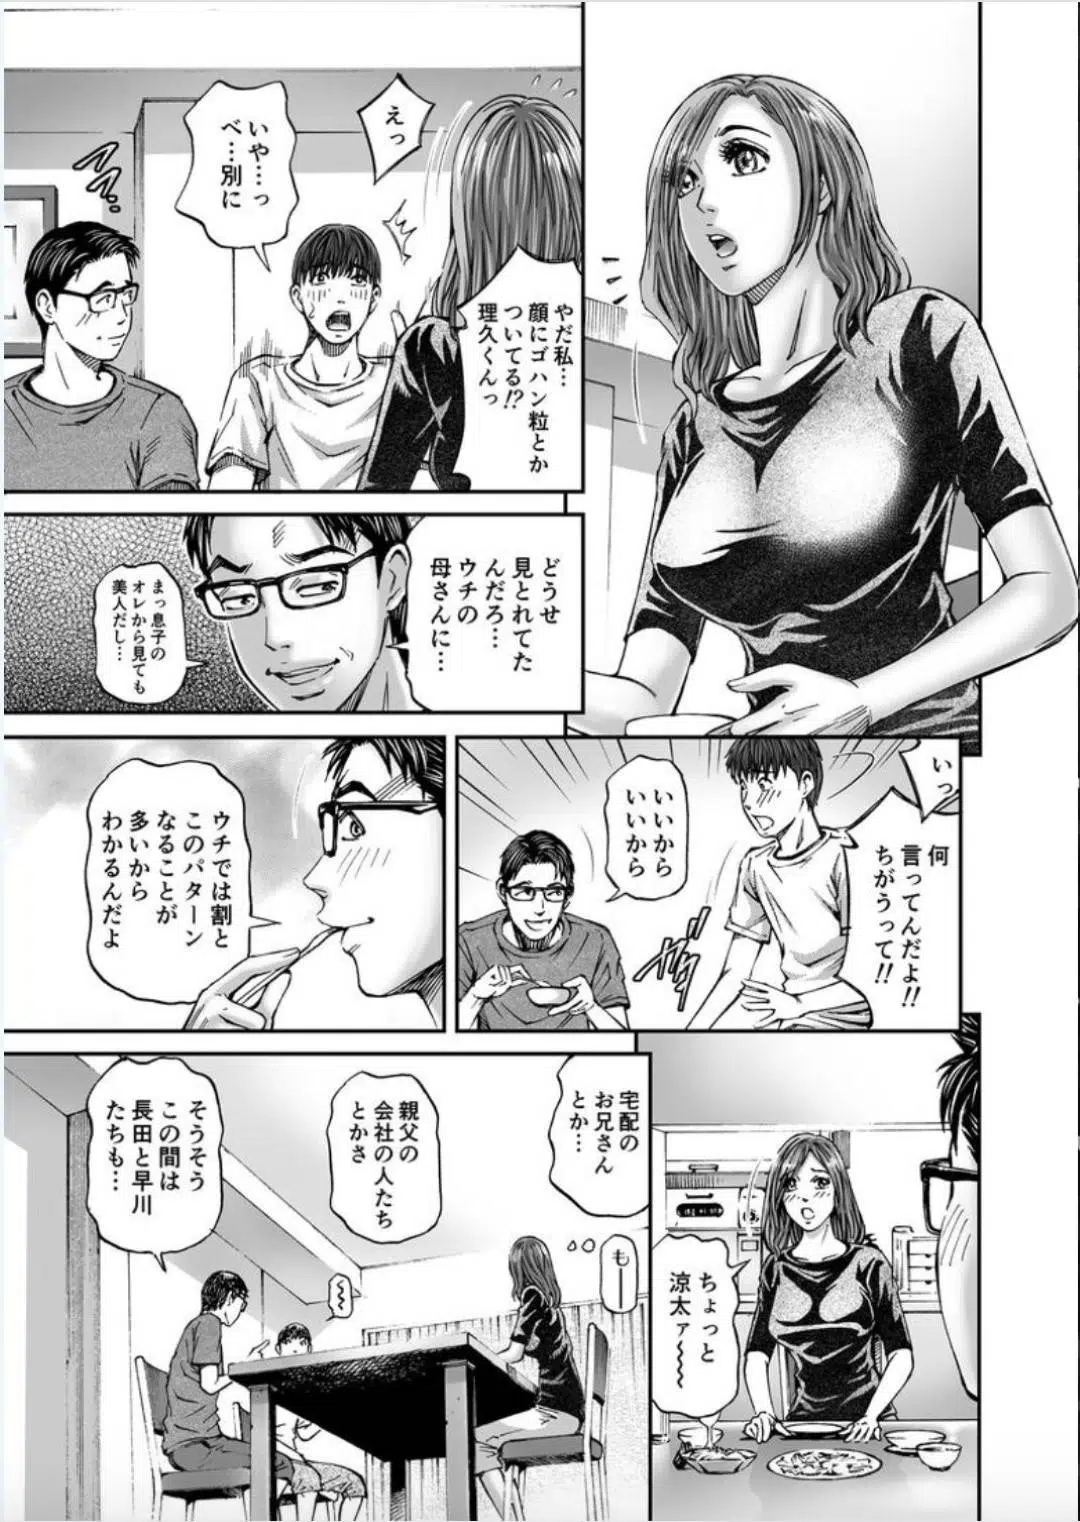 やだ私…
顔にゴハン粒とか
ついてる!?
理久くんっ
えっ
いや…っ
べ…別に
どうせ
見とれてた
んだろ…
ウチの
母さんに…
まっ息子の
オレから見ても
美人だし…
いっ
何
言ってんだよ!!
ちがうって!!
いいから
いいから
ウチでは割と
このパターン
なることが
多いから
わかるんだよ
ちょっと
涼太ァ〜〜
宅配の
お兄さん
とか…
も──
親父の
会社の人たち
とかさ
〜〜
そうそう
この間は
長田と早川
たちも…